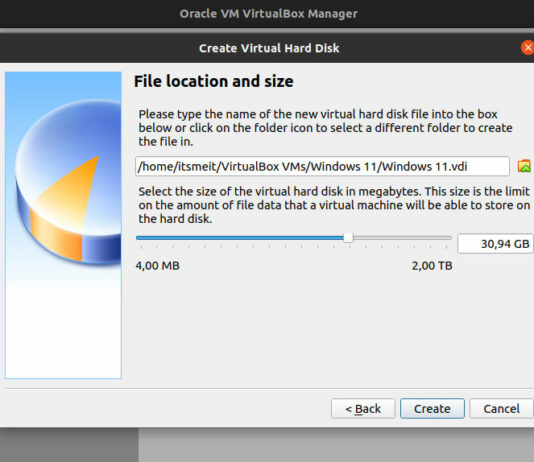 Oracle VM VirtualBox Manager
Create Virtual Hard Disk
File location and size
Please type the name of the new virtual hard disk file into the box
below or click on the folder icon to select a different folder to create
the file in.
/home/itsmeit/VirtualBox VMs/Windows 11/Windows 11.vdi
Select the size of the virtual hard disk in megabytes. This size is the limit
on the amount of file data that a virtual machine will be able to store on
the hard disk.
30,94 GB
4,00 MB 2,00 TB
< Back Create Cancel